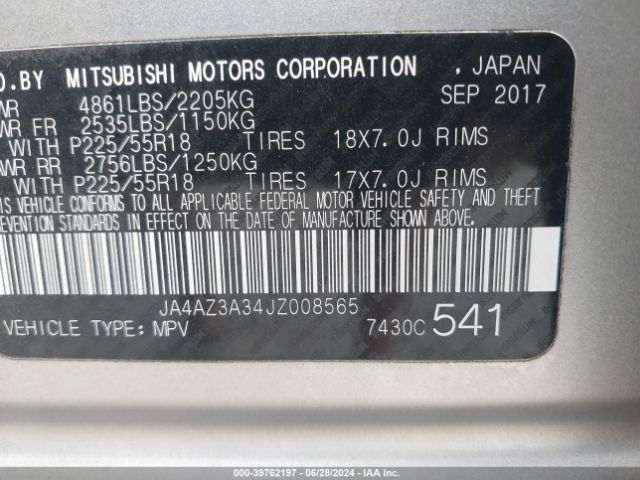 D.BY MITSUBISHI MOTORS CORPORATION , JAPAN
WR 4861LBS/2205KG SEP 2017
WR FR 2535LBS/1150KG
WITH P225/55R18 TIRES 18X7.0J RIMS
AWR RR 2756LBS/1250KG
WITH P225/55R18 TIRES 17X7.0J RIMS
IS VEHICLE CONFORMS TO ALL APPLICABLE FEDERAL MOTOR VEHICLE SAFETY AND THEFT
EVENTION STANDARDS IN EFFECT ON THE DATE OF MANUFACTURE SHOWN ABOVE.
JA4AZ3A34JZ008565
VEHICLE TYPE:MPV 7430C 541
000-39762197 - 06/28/2024 - IAA Inc.